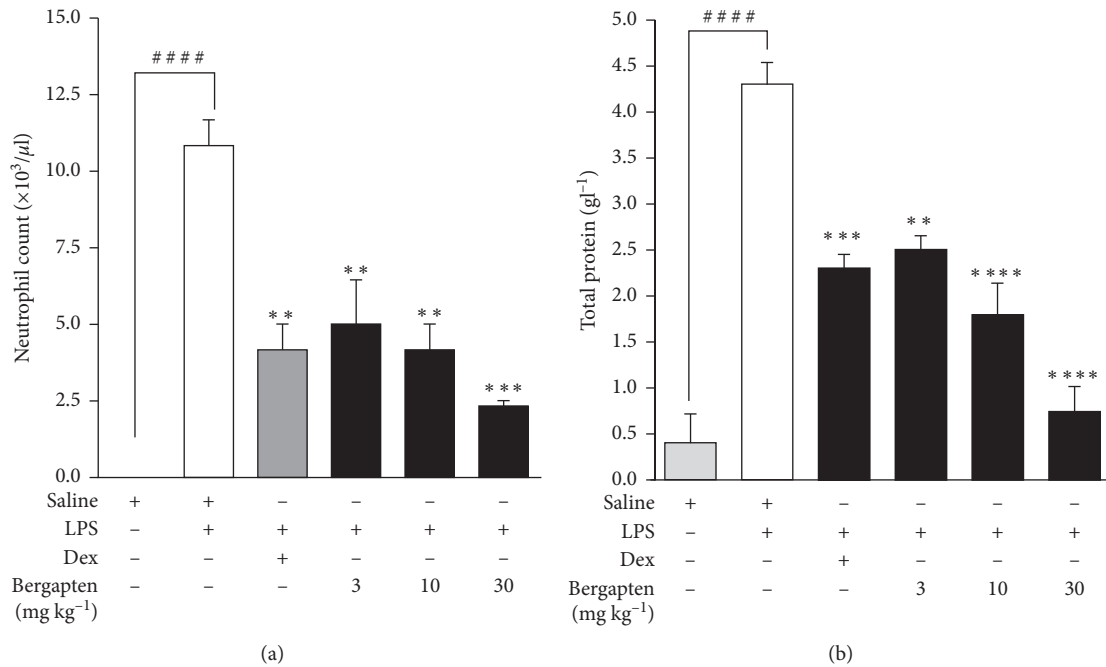 Neutrophil count (×10³/µl)
15.0
12.5
10.0
7.5
5.0
2.5
0.0
# # # #
* *
* *
* *
* * *
Saline + + – – – –
LPS – + + + + +
Dex – – + – – –
Bergapten – – – 3 10 30
(mg kg⁻¹)
(a)
Total protein (gl⁻¹)
5.0
4.5
4.0
3.5
3.0
2.5
2.0
1.5
1.0
0.5
0.0
# # # #
* * *
* *
* * * *
* * * *
Saline + + – – – –
LPS – + + + + +
Dex – – + – – –
Bergapten – – – 3 10 30
(mg kg⁻¹)
(b)